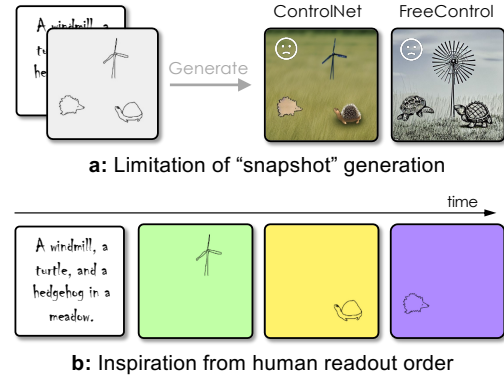 ControlNet
FreeControl
A windmill, a
Generate
a: Limitation of “snapshot” generation
time
A windmill, a
turtle, and a
hedgehog in a
meadow.
b: Inspiration from human readout order